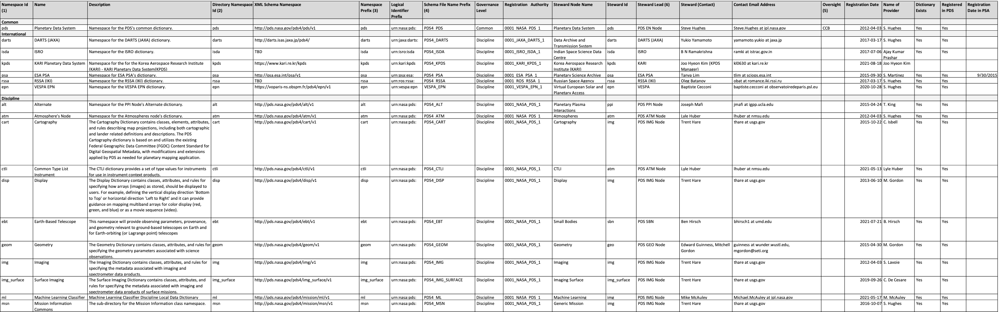 Namespace Id (1) Name Description Directory Namespace Id (2) XML Schema Namespace Namespace Prefix (3) Logical Identifier Prefix Schema File Name Prefix (4) Governance Level Registration Authority Steward Node Name Steward Id Steward Lead (6) Steward (Contact) Contact Email Address Oversight (5) Registration Date Name of Provider Dictionary Exists Registered in PDS Registration Date in PSA
Common
pds Planetary Data System Namespace for the PDS's common dictionary. pds http://pds.nasa.gov/pds4/pds/v1 pds urn:nasa:pds: PDS4_PDS Common 0001_NASA_PDS_1 Planetary Data System pds PDS EN Node Steve Hughes Steve.Hughes at jpl.nasa.gov CCB 2012-04-03 S. Hughes Yes Yes
International
darts DARTS (JAXA) Namespace for the DARTS (JAXA) dictionary. darts http://darts.isas.jaxa.jp/pds4/ darts urn:jaxa:darts: PDS4_DARTS Discipline 0001_JAXA_DARTS_1 Data Archive and Transmission System darts DARTS (JAXA) Yukio Yamamoto yamamoto.yukio at jaxa.jp 2017-03-17 S. Hughes Yes Yes
isda ISRO Namespace for the ISRO dictionary. isda TBD isda urn:isro:isda PDS4_ISDA Discipline 0001_ISRO_ISDA_1 Indian Space Science Data Centre isda ISRO B N Ramakrishna ramki at istrac.gov.in 2017-07-06 Ajay Kumar Prashar Yes Yes
kpds KARI Planetary Data System Namespace for the for the Korea Aerospace Research Institute (KARI) - KARI Planetary Data System(KPDS) kpds https://www.kari.re.kr/kpds kpds urn:kari:kpds PDS4_KPDS Discipline 0001_KARI_KPDS_1 Korea Aerospace Research Institute (KARI) kpds KARI Joo Hyeon Kim (KPDS Manager) kl0630 at kari.re.kr 2021-08-18 Joo Hyeon Kim
psa ESA PSA Namespace for ESA PSA's dictionary. psa http://psa.esa.int/psa/v1 psa urn:psa:esa: PDS4_PSA Discipline 0001_ESA_PSA_1 Planetary Science Archive psa ESA PSA Tanya Lim tlim at sciops.esa.int 2015-09-30 S. Martinez Yes Yes 9/30/2015
rssa RSSA (IKI) Namespace for the RSSA (IKI) dictionary. rssa TBD rssa urn:ros:rssa: PDS4_RSSA Discipline 0001_ROS_RSSA_1 Russian Space Agency rssa RSSA (IKI) Oleg Batanov obat at romance.iki.rssi.ru 2017-03-17 S. Hughes Yes Yes
epn VESPA EPN Namespace for the VESPA EPN dictionary. epn https://voparis-ns.obspm.fr/pds4/epn/v1 epn urn:vespa:epn VESPA_EPN Discipline 0001_VESPA_EPN_1 Virtual European Solar and Planetary Access epn VESPA Baptiste Cecconi baptiste.cecconi at observatoiredeparis.psl.eu 2020-10-28 S. Hughes Yes Yes
Discipline
alt Alternate Namespace for the PPI Node's Alternate dictionary. alt http://pds.nasa.gov/pds4/alt/v1 alt urn:nasa:pds: PDS4_ALT Discipline 0001_NASA_PDS_1 Planetary Plasma Interactions ppi PDS PPI Node Joseph Mafi jmafi at igpp.ucla.edu 2015-04-24 T. King Yes Yes
atm Atmosphere's Node Namespace for the Atmospheres node's dictionary. atm http://pds.nasa.gov/pds4/atm/v1 atm urn:nasa:pds: PDS4_ATM Discipline 0001_NASA_PDS_1 Atmospheres atm PDS ATM Node Lyle Huber lhuber at nmsu.edu 2012-04-03 S. Hughes Yes Yes
cart Cartography The Cartography Dictionary contains classes, elements, attributes, cart http://pds.nasa.gov/pds4/cart/v1 cart urn:nasa:pds: PDS4_CART Discipline 0001_NASA_PDS_1 Cartography img PDS IMG Node Trent Hare thare at usgs.gov 2015-10-22 C. Isbell Yes Yes
and rules describing map projections, including both cartographic
and lander related definitions and descriptions. The PDS
Cartography dictionary is based on and utilizes the existing
Federal Geographic Data Committee (FGDC) Content Standard for
Digital Geospatial Metadata, with modifications and extensions
applied by PDS as needed for planetary mapping application.
ctli Common Type List Instrument The CTLI dictionary provides a set of type values for instruments for use in instrument context products. ctli http://pds.nasa.gov/pds4/ctli/v1 ctli urn:nasa:pds: PDS4_CTLI Discipline 0001_NASA_PDS_1 CTLI atm PDS ATM Node Lyle Huber lhuber at nmsu.edu 2021-05-13 Lyle Huber Yes Yes
disp Display The Display Dictionary contains classes, attributes, and rules for disp http://pds.nasa.gov/pds4/disp/v1 disp urn:nasa:pds: PDS4_DISP Discipline 0001_NASA_PDS_1 Display img PDS IMG Node Trent Hare thare at usgs.gov 2013-06-10 M. Gordon Yes Yes
specifying how arrays (images) as stored, should be displayed to
users. For example, defining the vertical display direction 'Bottom
to Top' or horizontal direction 'Left to Right' and it can provide
guidance on mapping multiband arrays for color display (red,
green, and blue) or as a movie sequence (video).
ebt Earth-Based Telescope This namespace will provide observing parameters, provenance, ebt http://pds.nasa.gov/pds4/ebt/v1 ebt urn:nasa:pds: PDS4_EBT Discipline 0001_NASA_PDS_1 Small Bodies sbn PDS SBN Ben Hirsch bhirsch1 at umd.edu 2021-07-21 B. Hirsch Yes Yes
and geometry relevant to ground-based telescopes on Earth and
for Earth-orbiting (or Lagrange point) telescopes
geom Geometry The Geometry Dictionary contains classes, attributes, and rules for geom http://pds.nasa.gov/pds4/geom/v1 geom urn:nasa:pds: PDS4_GEOM Discipline 0001_NASA_PDS_1 Geometry geo PDS GEO Node Edward Guinness, Mitchell guinness at wunder.wustl.edu, 2015-04-30 M. Gordon Yes Yes
specifying the geometry parameters associated with science Gordon mgordon@seti.org
observations.
img Imaging The Imaging Dictionary contains classes, attributes, and rules for img http://pds.nasa.gov/pds4/img/v1 img urn:nasa:pds: PDS4_IMG Discipline 0001_NASA_PDS_1 Imaging img PDS IMG Node Trent Hare thare at usgs.gov 2012-04-03 S. Lavoie Yes Yes
specifying the metadata associated with imaging and
spectrometer data products.
img_surface Surface Imaging The Surface Imaging Dictionary contains classes, attributes, and img_surface http://pds.nasa.gov/pds4/img_surface/v1 img_surface urn:nasa:pds: PDS4_IMG_SURFACE Discipline 0001_NASA_PDS_1 Imaging Surface img_surface PDS IMG Node Trent Hare thare at usgs.gov 2019-09-26 C. De Cesare Yes Yes
rules for specifying the metadata associated with imaging and
spectrometer data products of surface missions.
ml Machine Learning Classifier Machine Learning Classifier Discipline Local Data Dictionary ml http://pds.nasa.gov/pds4/mission/ml/v1 ml urn:nasa:pds: PDS4_ML Discipline 0001_NASA_PDS_1 Machine Learning img PDS IMG Node Mike McAuley Michael.McAuley at jpl.nasa.gov 2021-05-17 M. McAuley Yes Yes
msn Mission Information Commons The sub-directory for the Mission Information class namespace. msn http://pds.nasa.gov/pds4/mission/msn/v1 msn urn:nasa:pds: PDS4_MSN Discipline 0001_NASA_PDS_1 Generic Mission img PDS IMG Node Trent Hare thare at usgs.gov 2016-10-07 S. Hughes Yes Yes